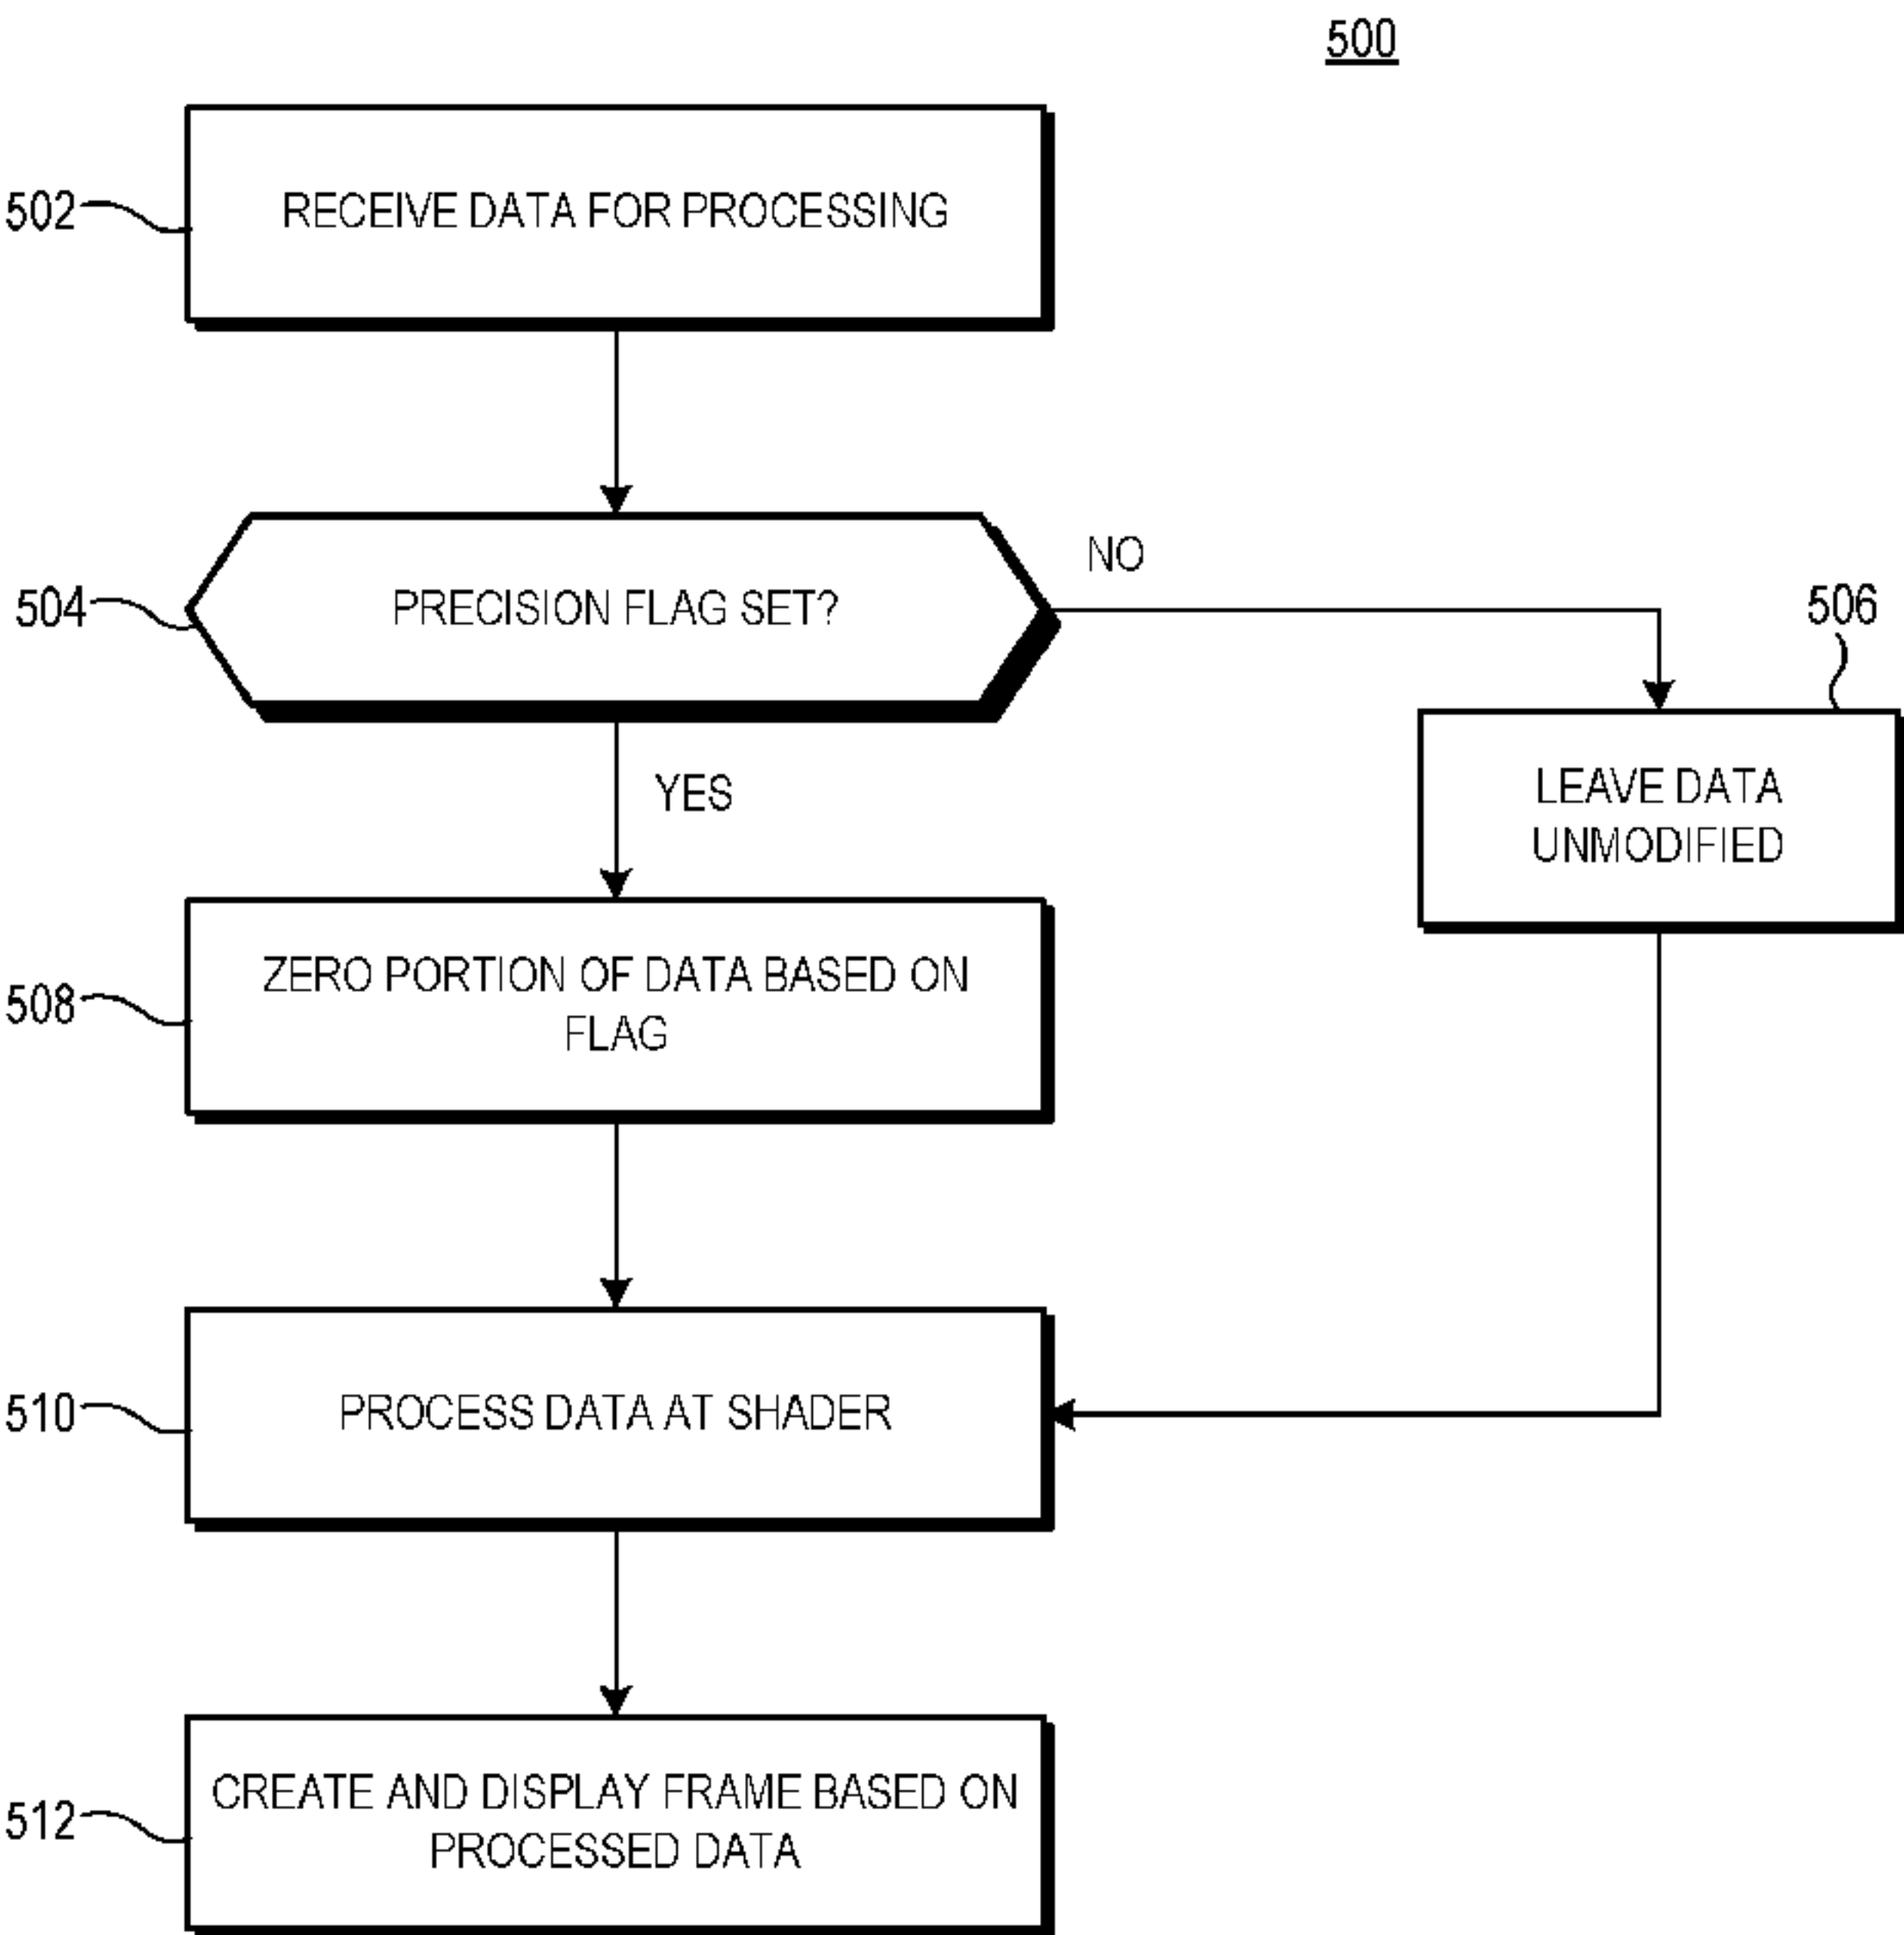 500
502
RECEIVE DATA FOR PROCESSING
504
PRECISION FLAG SET?
NO
506
LEAVE DATA
UNMODIFIED
YES
508
ZERO PORTION OF DATA BASED ON
FLAG
510
PROCESS DATA AT SHADER
512
CREATE AND DISPLAY FRAME BASED ON
PROCESSED DATA